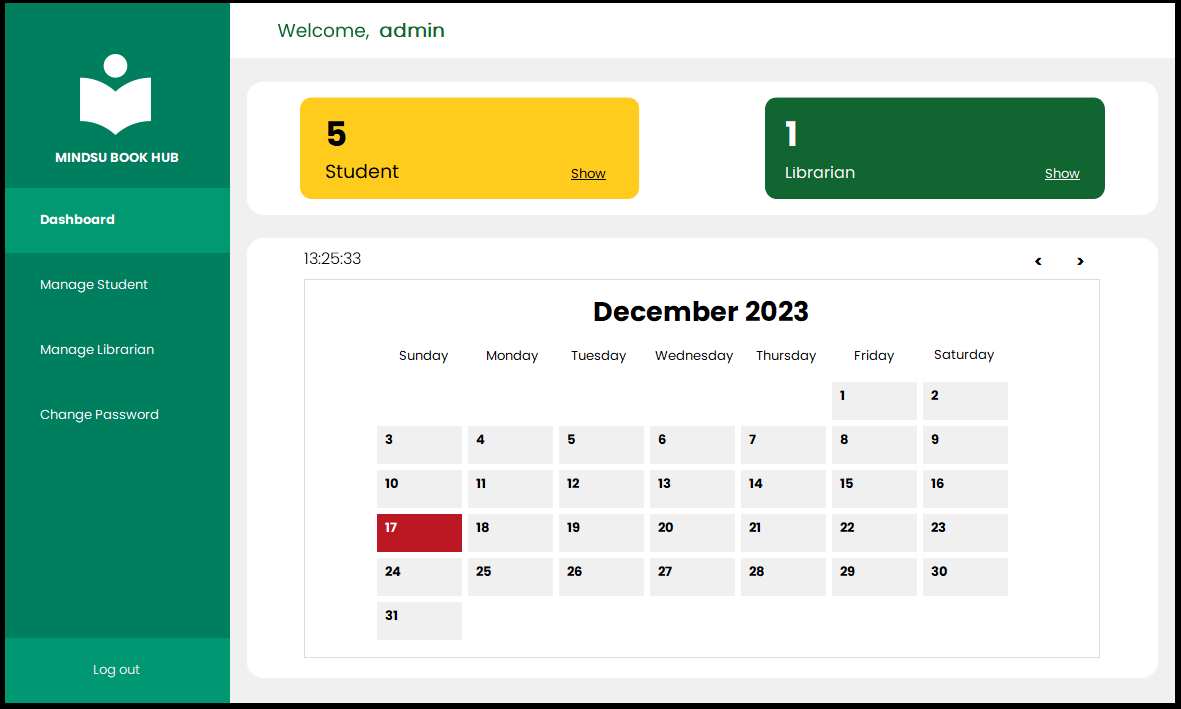 MINDSU BOOK HUB
Dashboard
Manage Student
Manage Librarian
Change Password
Log out
Welcome, admin
5
Student Show
1
Librarian Show
13:25:33 < >
December 2023
Sunday Monday Tuesday Wednesday Thursday Friday Saturday
1 2
3 4 5 6 7 8 9
10 11 12 13 14 15 16
17 18 19 20 21 22 23
24 25 26 27 28 29 30
31